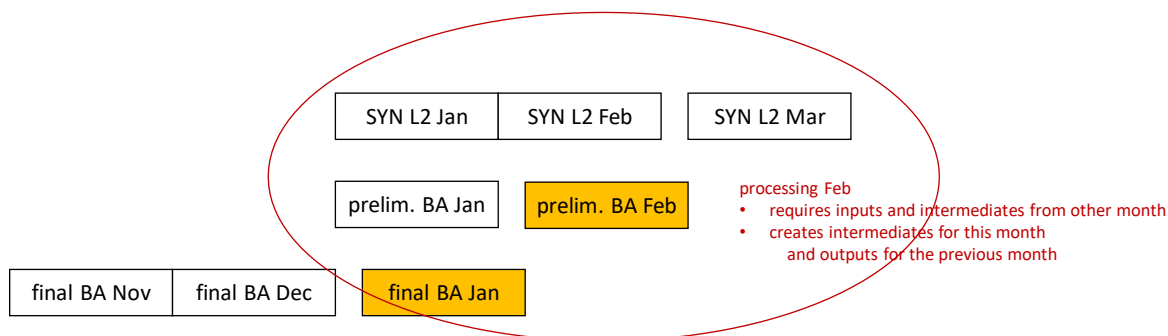 SYN L2 Jan SYN L2 Feb SYN L2 Mar
prelim. BA Jan prelim. BA Feb
processing Feb
• requires inputs and intermediates from other month
• creates intermediates for this month
and outputs for the previous month
final BA Nov final BA Dec final BA Jan